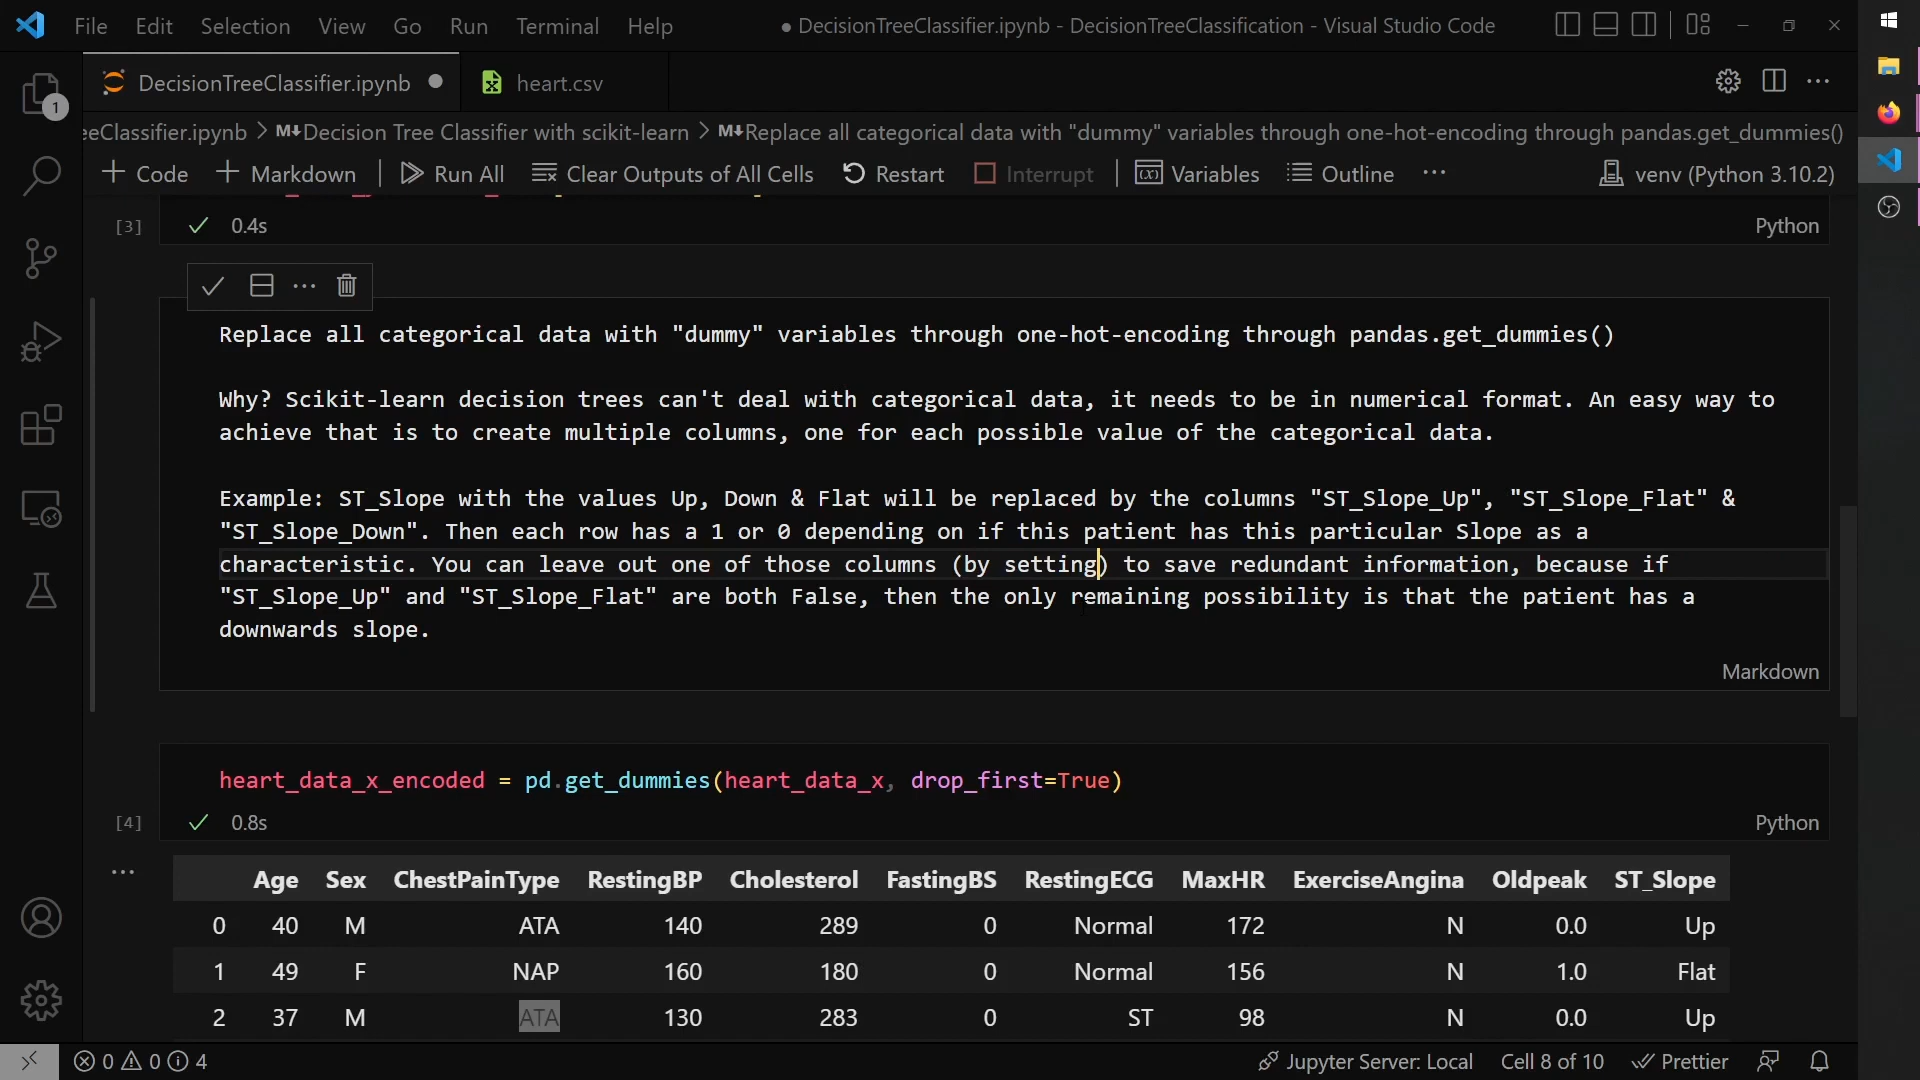 File Edit Selection View Go Run Terminal Help ● DecisionTreeClassifier.ipynb - DecisionTreeClassification - Visual Studio Code
DecisionTreeClassifier.ipynb ● heart.csv
1
eeClassifier.ipynb > M↓Decision Tree Classifier with scikit-learn > M↓Replace all categorical data with "dummy" variables through one-hot-encoding through pandas.get_dummies()
+ Code + Markdown | Run All Clear Outputs of All Cells Restart Interrupt | Variables Outline ··· venv (Python 3.10.2)
[3] ✓ 0.4s Python
Replace all categorical data with "dummy" variables through one-hot-encoding through pandas.get_dummies()
Why? Scikit-learn decision trees can't deal with categorical data, it needs to be in numerical format. An easy way to
achieve that is to create multiple columns, one for each possible value of the categorical data.
Example: ST_Slope with the values Up, Down & Flat will be replaced by the columns "ST_Slope_Up", "ST_Slope_Flat" &
"ST_Slope_Down". Then each row has a 1 or 0 depending on if this patient has this particular Slope as a
characteristic. You can leave out one of those columns (by setting) to save redundant information, because if
"ST_Slope_Up" and "ST_Slope_Flat" are both False, then the only remaining possibility is that the patient has a
downwards slope.
Markdown
heart_data_x_encoded = pd.get_dummies(heart_data_x, drop_first=True)
[4] ✓ 0.8s Python
···
Age Sex ChestPainType RestingBP Cholesterol FastingBS RestingECG MaxHR ExerciseAngina Oldpeak ST_Slope
0 40 M ATA 140 289 0 Normal 172 N 0.0 Up
1 49 F NAP 160 180 0 Normal 156 N 1.0 Flat
2 37 M ATA 130 283 0 ST 98 N 0.0 Up
0 0 4 Jupyter Server: Local Cell 8 of 10 Prettier